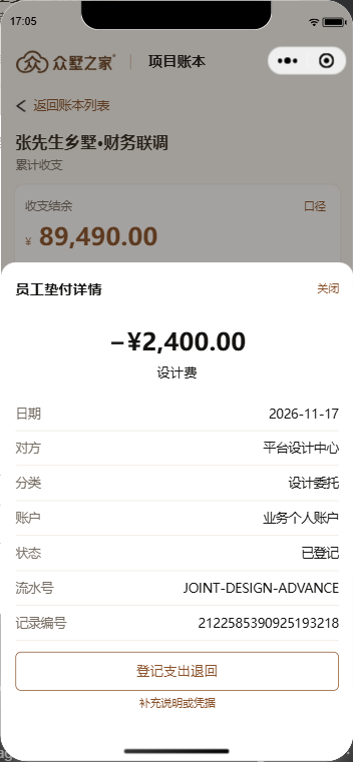 17:05
众墅之家
项目账本
返回账本列表
张先生乡墅•财务联调
累计收支
收支结余
口径
¥ 89,490.00
员工垫付详情
关闭
−¥2,400.00
设计费
日期 2026-11-17
对方 平台设计中心
分类 设计委托
账户 业务个人账户
状态 已登记
流水号 JOINT-DESIGN-ADVANCE
记录编号 2122585390925193218
登记支出退回
补充说明或凭据